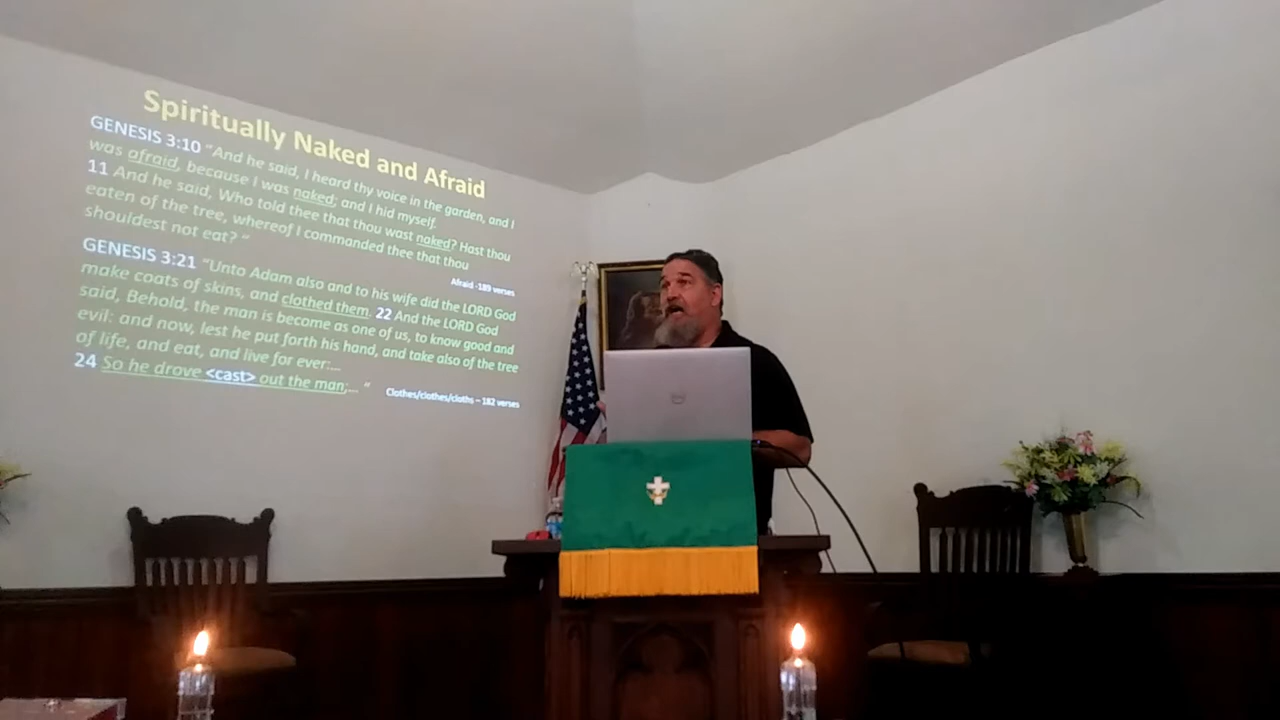 Spiritually Naked and Afraid
GENESIS 3:10 “And he said, I heard thy voice in the garden, and I
was afraid, because I was naked; and I hid myself.
11 And he said, Who told thee that thou wast naked? Hast thou
eaten of the tree, whereof I commanded thee that thou
shouldest not eat? “
Afraid -189 verses
GENESIS 3:21 “Unto Adam also and to his wife did the LORD God
make coats of skins, and clothed them. 22 And the LORD God
said, Behold, the man is become as one of us, to know good and
evil: and now, lest he put forth his hand, and take also of the tree
of life, and eat, and live for ever:...
24 So he drove <cast> out the man;... “
Clothes/clothes/cloths – 182 verses
DELL